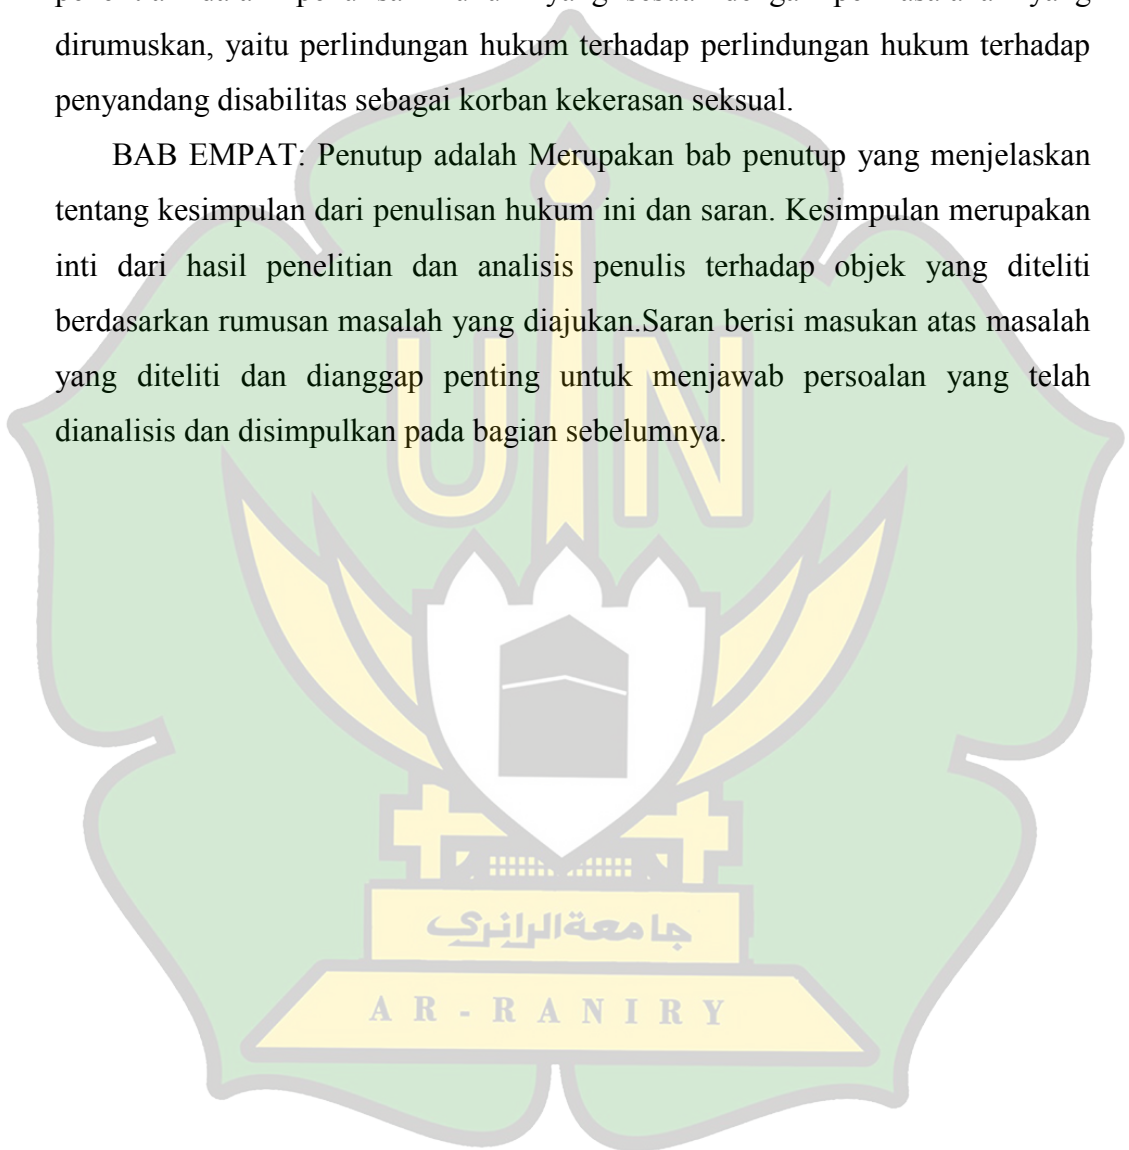 dirumuskan, yaitu perlindungan hukum terhadap perlindungan hukum terhadap
penyandang disabilitas sebagai korban kekerasan seksual.
BAB EMPAT: Penutup adalah Merupakan bab penutup yang menjelaskan
tentang kesimpulan dari penulisan hukum ini dan saran. Kesimpulan merupakan
inti dari hasil penelitian dan analisis penulis terhadap objek yang diteliti
berdasarkan rumusan masalah yang diajukan.Saran berisi masukan atas masalah
yang diteliti dan dianggap penting untuk menjawab persoalan yang telah
dianalisis dan disimpulkan pada bagian sebelumnya.
UIN
جامعة الرانري
AR-RANIRY